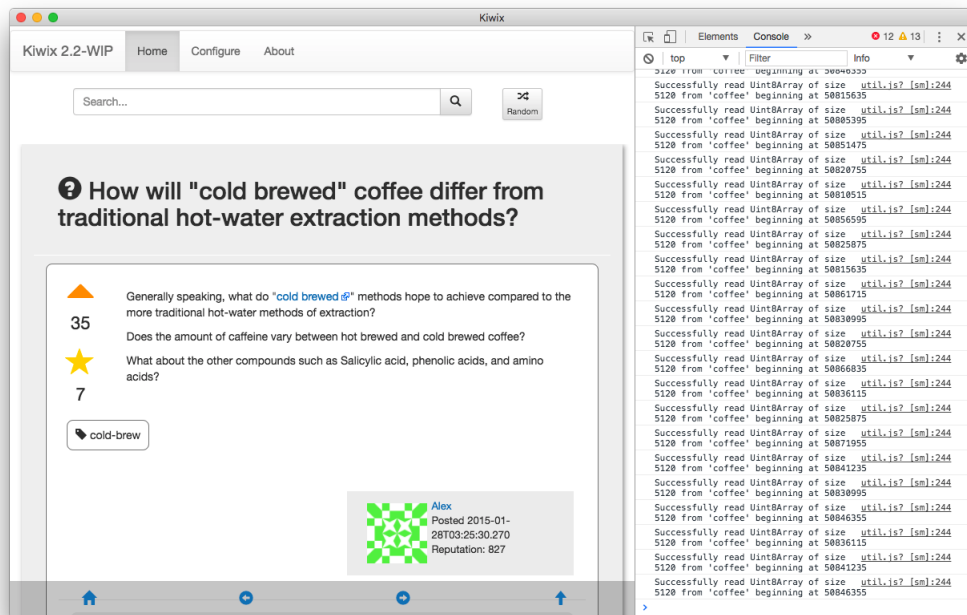 Kiwix
Kiwix 2.2-WIP Home Configure About
Search...
Random
How will "cold brewed" coffee differ from
traditional hot-water extraction methods?
35
7
Generally speaking, what do "cold brewed" methods hope to achieve compared to the
more traditional hot-water methods of extraction?
Does the amount of caffeine vary between hot brewed and cold brewed coffee?
What about the other compounds such as Salicylic acid, phenolic acids, and amino
acids?
cold-brew
Alex
Posted 2015-01-
28T03:25:30.270
Reputation: 827
Elements Console » 12 13
top Filter Info
5120 from 'coffee' beginning at 50846355
Successfully read Uint8Array of size util.js? [sm]:244
5120 from 'coffee' beginning at 50815635
Successfully read Uint8Array of size util.js? [sm]:244
5120 from 'coffee' beginning at 50805395
Successfully read Uint8Array of size util.js? [sm]:244
5120 from 'coffee' beginning at 50851475
Successfully read Uint8Array of size util.js? [sm]:244
5120 from 'coffee' beginning at 50820755
Successfully read Uint8Array of size util.js? [sm]:244
5120 from 'coffee' beginning at 50810515
Successfully read Uint8Array of size util.js? [sm]:244
5120 from 'coffee' beginning at 50856595
Successfully read Uint8Array of size util.js? [sm]:244
5120 from 'coffee' beginning at 50825875
Successfully read Uint8Array of size util.js? [sm]:244
5120 from 'coffee' beginning at 50815635
Successfully read Uint8Array of size util.js? [sm]:244
5120 from 'coffee' beginning at 50861715
Successfully read Uint8Array of size util.js? [sm]:244
5120 from 'coffee' beginning at 50830995
Successfully read Uint8Array of size util.js? [sm]:244
5120 from 'coffee' beginning at 50820755
Successfully read Uint8Array of size util.js? [sm]:244
5120 from 'coffee' beginning at 50866835
Successfully read Uint8Array of size util.js? [sm]:244
5120 from 'coffee' beginning at 50836115
Successfully read Uint8Array of size util.js? [sm]:244
5120 from 'coffee' beginning at 50825875
Successfully read Uint8Array of size util.js? [sm]:244
5120 from 'coffee' beginning at 50871955
Successfully read Uint8Array of size util.js? [sm]:244
5120 from 'coffee' beginning at 50841235
Successfully read Uint8Array of size util.js? [sm]:244
5120 from 'coffee' beginning at 50830995
Successfully read Uint8Array of size util.js? [sm]:244
5120 from 'coffee' beginning at 50846355
Successfully read Uint8Array of size util.js? [sm]:244
5120 from 'coffee' beginning at 50836115
Successfully read Uint8Array of size util.js? [sm]:244
5120 from 'coffee' beginning at 50841235
Successfully read Uint8Array of size util.js? [sm]:244
5120 from 'coffee' beginning at 50846355